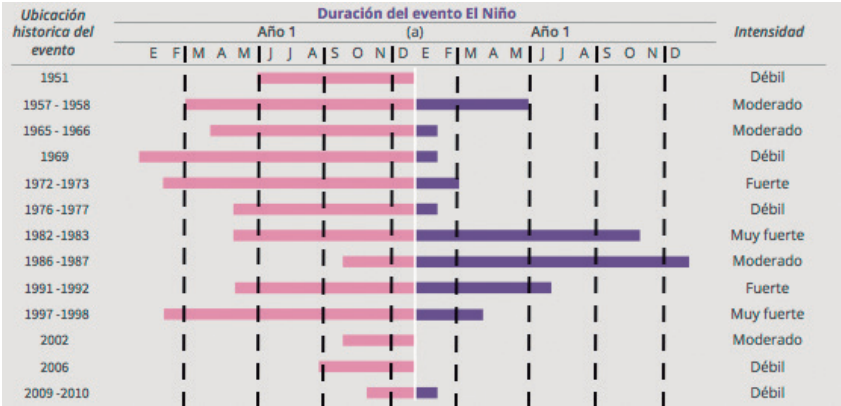 Duración del evento El Niño
Ubicación historica del evento
Año 1 (a) Año 1
Intensidad
E F M A M J J A S O N D E F M A M J J A S O N D
1951 Débil
1957 - 1958 Moderado
1965 - 1966 Moderado
1969 Débil
1972 -1973 Fuerte
1976 -1977 Débil
1982 -1983 Muy fuerte
1986 -1987 Moderado
1991 -1992 Fuerte
1997 -1998 Muy fuerte
2002 Moderado
2006 Débil
2009 -2010 Débil